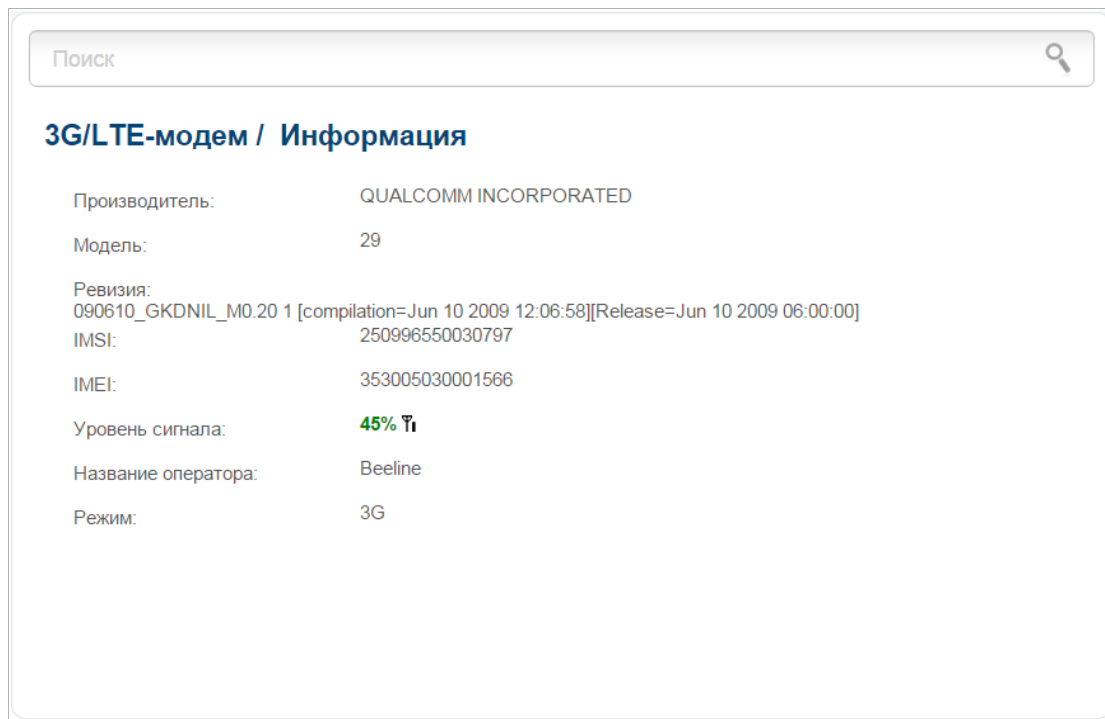 Поиск
3G/LTE-модем / Информация
Производитель: QUALCOMM INCORPORATED
Модель: 29
Ревизия:
090610_GKDNIL_M0.20 1 [compilation=Jun 10 2009 12:06:58][Release=Jun 10 2009 06:00:00]
IMSI: 250996550030797
IMEI: 353005030001566
Уровень сигнала: 45%
Название оператора: Beeline
Режим: 3G